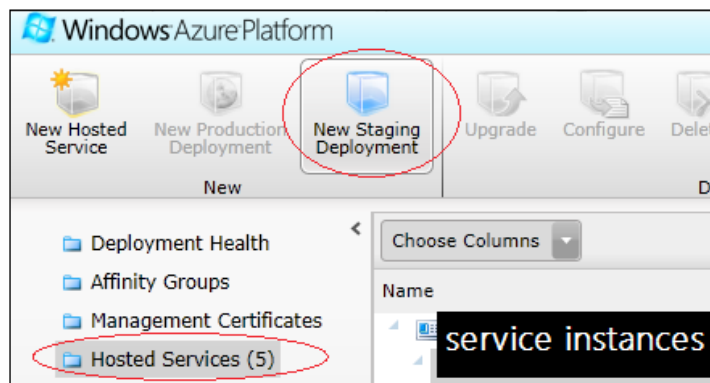 Windows Azure Platform
New Hosted Service
New Production Deployment
New Staging Deployment
Upgrade
Configure
New
Deployment Health
Affinity Groups
Management Certificates
Hosted Services (5)
Choose Columns
Name
service instances